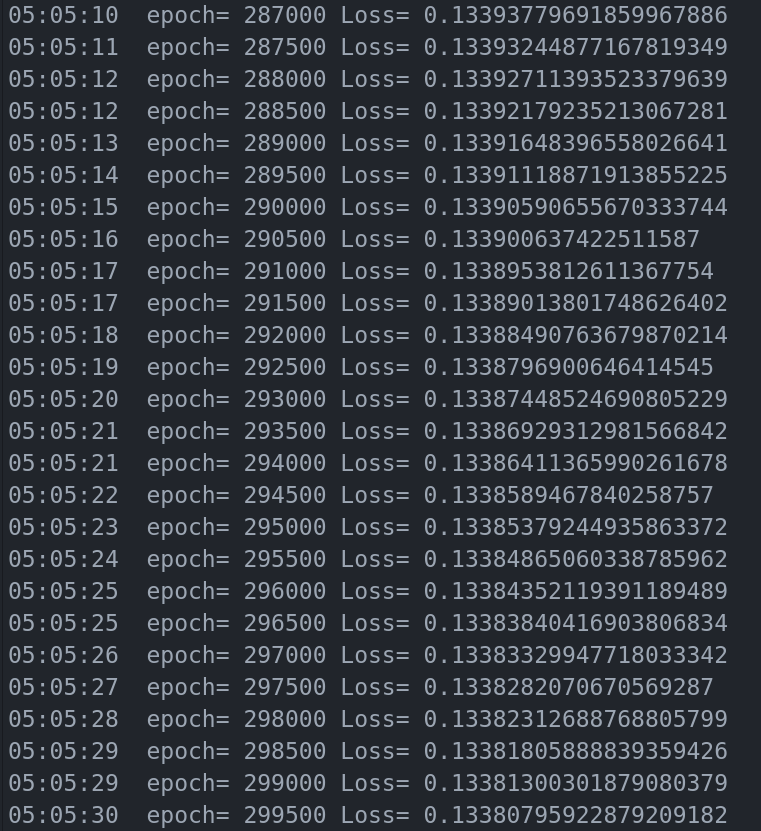 05:05:10  epoch= 287000 Loss= 0.13393779691859967886
05:05:11  epoch= 287500 Loss= 0.13393244877167819349
05:05:12  epoch= 288000 Loss= 0.13392711393523379639
05:05:12  epoch= 288500 Loss= 0.13392179235213067281
05:05:13  epoch= 289000 Loss= 0.13391648396558026641
05:05:14  epoch= 289500 Loss= 0.13391118871913855225
05:05:15  epoch= 290000 Loss= 0.13390590655670333744
05:05:16  epoch= 290500 Loss= 0.133900637422511587
05:05:17  epoch= 291000 Loss= 0.1338953812611367754
05:05:17  epoch= 291500 Loss= 0.13389013801748626402
05:05:18  epoch= 292000 Loss= 0.13388490763679870214
05:05:19  epoch= 292500 Loss= 0.1338796900646414545
05:05:20  epoch= 293000 Loss= 0.13387448524690805229
05:05:21  epoch= 293500 Loss= 0.13386929312981566842
05:05:21  epoch= 294000 Loss= 0.13386411365990261678
05:05:22  epoch= 294500 Loss= 0.1338589467840258757
05:05:23  epoch= 295000 Loss= 0.13385379244935863372
05:05:24  epoch= 295500 Loss= 0.13384865060338785962
05:05:25  epoch= 296000 Loss= 0.13384352119391189489
05:05:25  epoch= 296500 Loss= 0.13383840416903806834
05:05:26  epoch= 297000 Loss= 0.13383329947718033342
05:05:27  epoch= 297500 Loss= 0.1338282070670569287
05:05:28  epoch= 298000 Loss= 0.13382312688768805799
05:05:29  epoch= 298500 Loss= 0.13381805888839359426
05:05:29  epoch= 299000 Loss= 0.13381300301879080379
05:05:30  epoch= 299500 Loss= 0.13380795922879209182